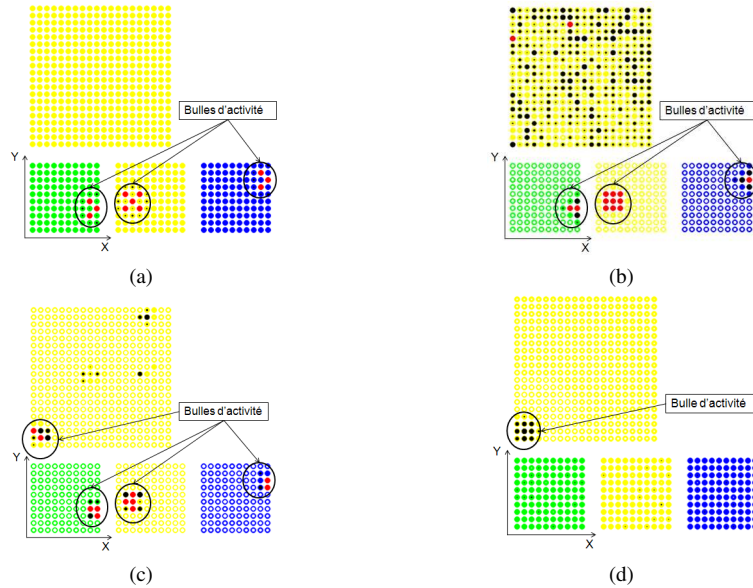 Bulles d'activité
Y
X
(a)
Bulles d'activité
Y
X
(b)
Bulles d'activité
Y
X
(c)
Bulle d'activité
Y
X
(d)